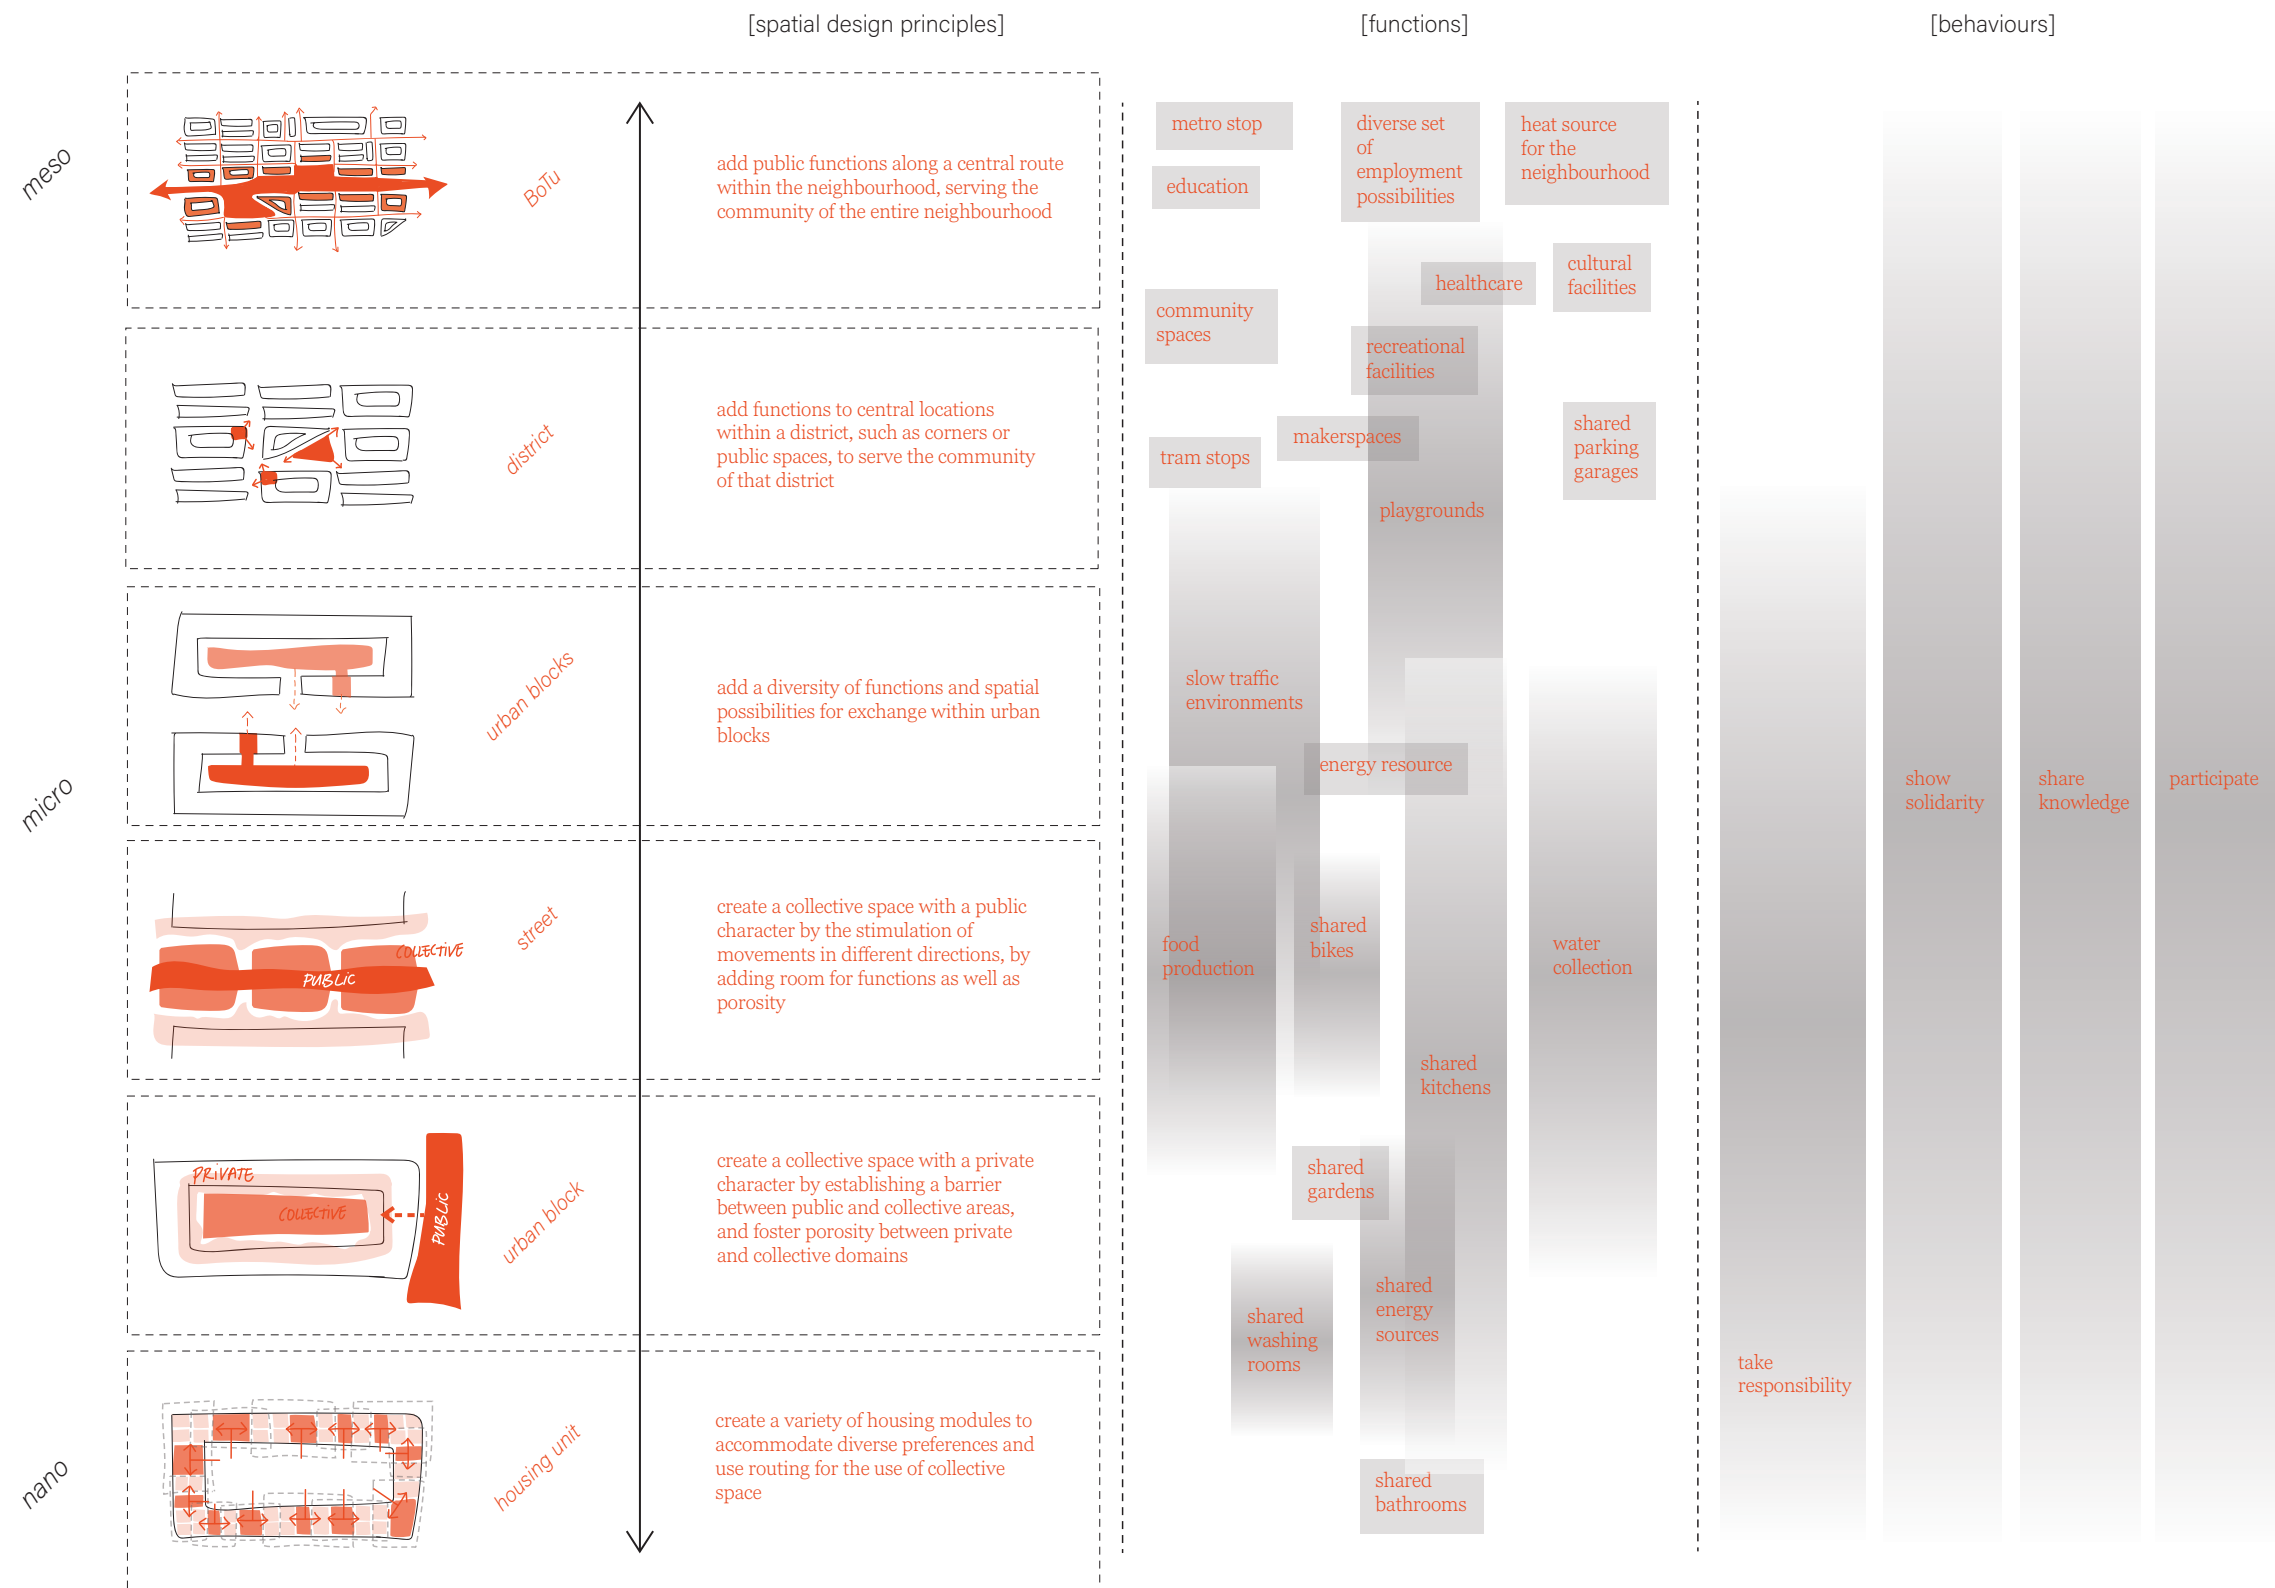 [spatial design principles]
[functions]
[behaviours]
meso
BoTu
add public functions along a central route
within the neighbourhood, serving the
community of the entire neighbourhood
district
add functions to central locations
within a district, such as corners or
public spaces, to serve the community
of that district
micro
urban blocks
add a diversity of functions and spatial
possibilities for exchange within urban
blocks
COLLECTIVE
PUBLIC
street
create a collective space with a public
character by the stimulation of
movements in different directions, by
adding room for functions as well as
porosity
PRIVATE
COLLECTIVE
PUBLIC
urban block
create a collective space with a private
character by establishing a barrier
between public and collective areas,
and foster porosity between private
and collective domains
nano
housing unit
create a variety of housing modules to
accommodate diverse preferences and
use routing for the use of collective
space
metro stop
diverse set
of
employment
possibilities
heat source
for the
neighbourhood
education
healthcare
cultural
facilities
community
spaces
recreational
facilities
makerspaces
shared
parking
garages
tram stops
playgrounds
slow traffic
environments
energy resource
food
production
shared
bikes
water
collection
shared
kitchens
shared
gardens
shared
energy
sources
shared
washing
rooms
shared
bathrooms
show
solidarity
share
knowledge
participate
take
responsibility